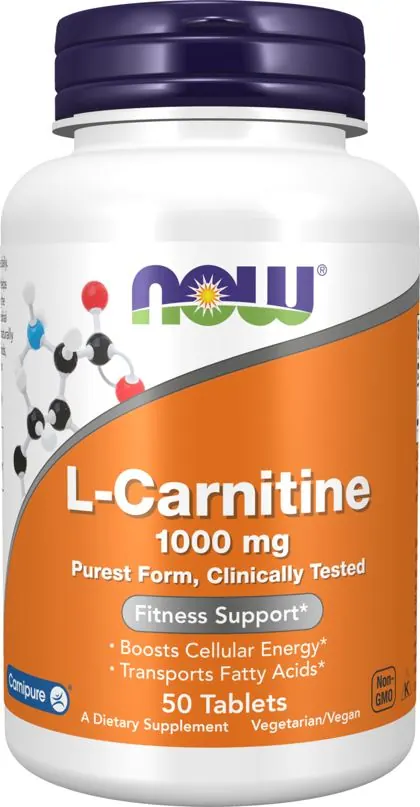 NOW®
L-Carnitine
1000 mg
Purest Form, Clinically Tested
Fitness Support*
• Boosts Cellular Energy*
• Transports Fatty Acids*
50 Tablets
A Dietary Supplement Vegetarian/Vegan
Carnipure
Non-
GMO
K